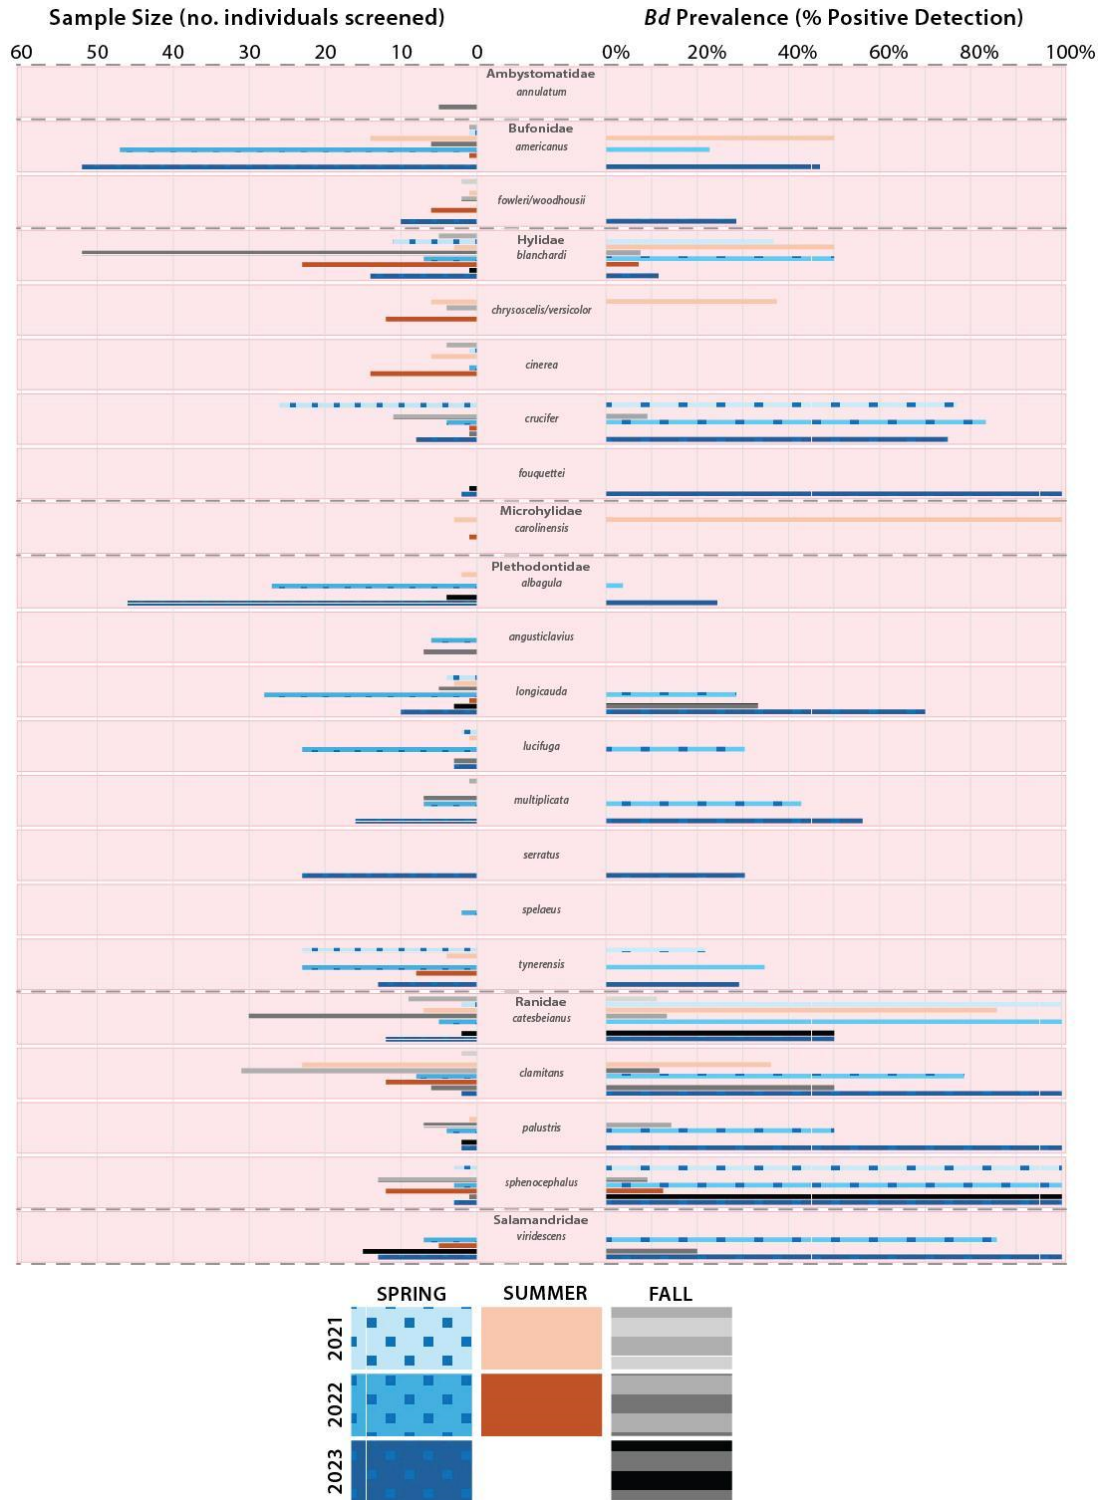 Sample Size (no. individuals screened)
Bd Prevalence (% Positive Detection)
60 50 40 30 20 10 0
0% 20% 40% 60% 80% 100%
Ambystomatidae
annulatum
Bufonidae
americanus
fowleri/woodhousii
Hylidae
blanchardi
chrysoscelis/versicolor
cinerea
crucifer
fouquettei
Microhylidae
carolinensis
Plethodontidae
albagula
angusticlavius
longicauda
lucifuga
multiplicata
serratus
spelaeus
tynerensis
Ranidae
catesbeianus
clamitans
palustris
sphenocephalus
Salamandridae
viridescens
SPRING SUMMER FALL
2021
2022
2023